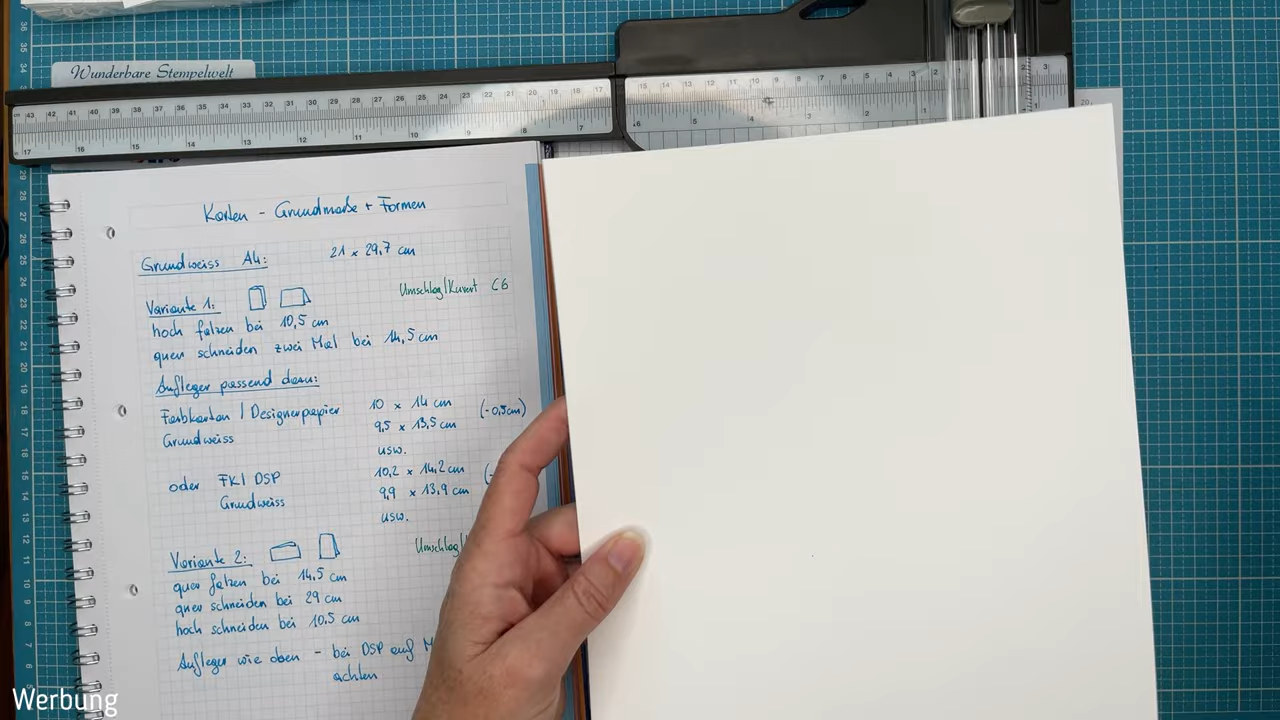 Wunderbare Stempelwelt
Karten - Grundmaße + Formen
Grundweiss A4: 21 x 29,7 cm
Umschlag/Kuvert C6
Variante 1:
hoch falzen bei 10,5 cm
quer schneiden zwei Mal bei 14,5 cm
Aufleger passend dazu:
Farbkarton / Designerpapier 10 x 14 cm (-0,5cm)
Grundweiss 9,5 x 13,5 cm
usw.
oder FK/ DSP 10,2 x 14,2 cm (-
Grundweiss 9,9 x 13,9 cm
usw.
Variante 2: Umschlag/
quer falzen bei 14,5 cm
quer schneiden bei 29 cm
hoch schneiden bei 10,5 cm
Aufleger wie oben - bei DSP auf M
achten
Werbung